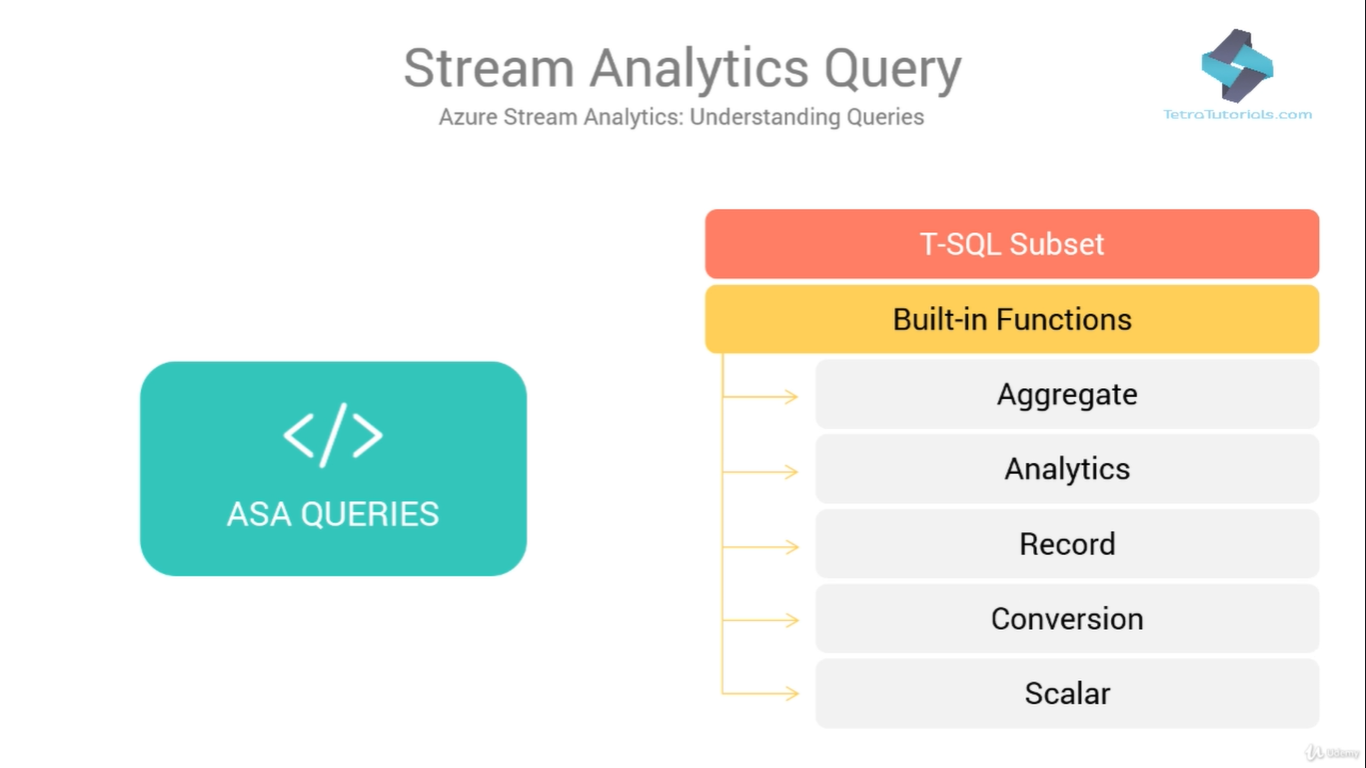 Stream Analytics Query
Azure Stream Analytics: Understanding Queries
TetraTutorials.com
T-SQL Subset
Built-in Functions
Aggregate
Analytics
Record
Conversion
Scalar
</>
ASA QUERIES
Udemy